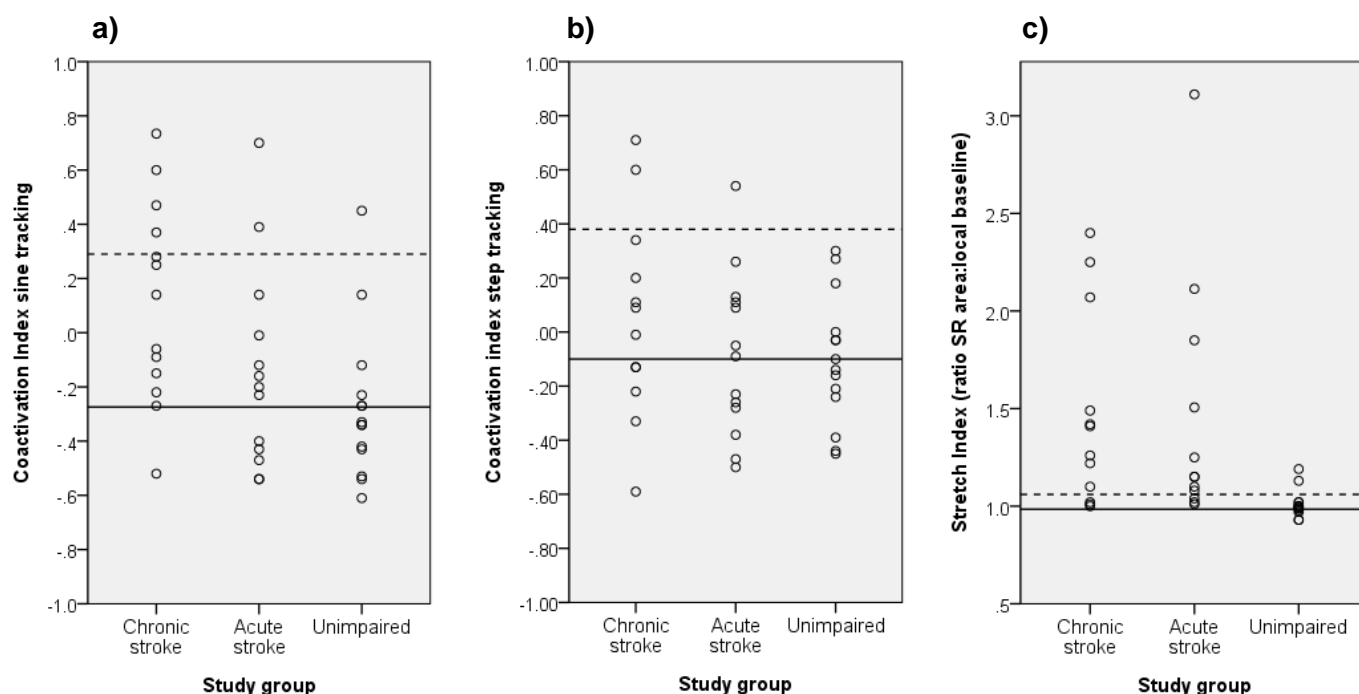 a)
Coactivation Index sine tracking
1.0
.8
.6
.4
.2
.0
-.2
-.4
-.6
-.8
-1.0
Chronic
stroke
Acute
stroke
Unimpaired
Study group
b)
Coactivation index step tracking
1.00
.80
.60
.40
.20
.00
-.20
-.40
-.60
-.80
-1.00
Chronic
stroke
Acute
stroke
Unimpaired
Study group
c)
Stretch Index (ratio SR area:local baseline)
3.0
2.5
2.0
1.5
1.0
.5
Chronic
stroke
Acute
stroke
Unimpaired
Study group